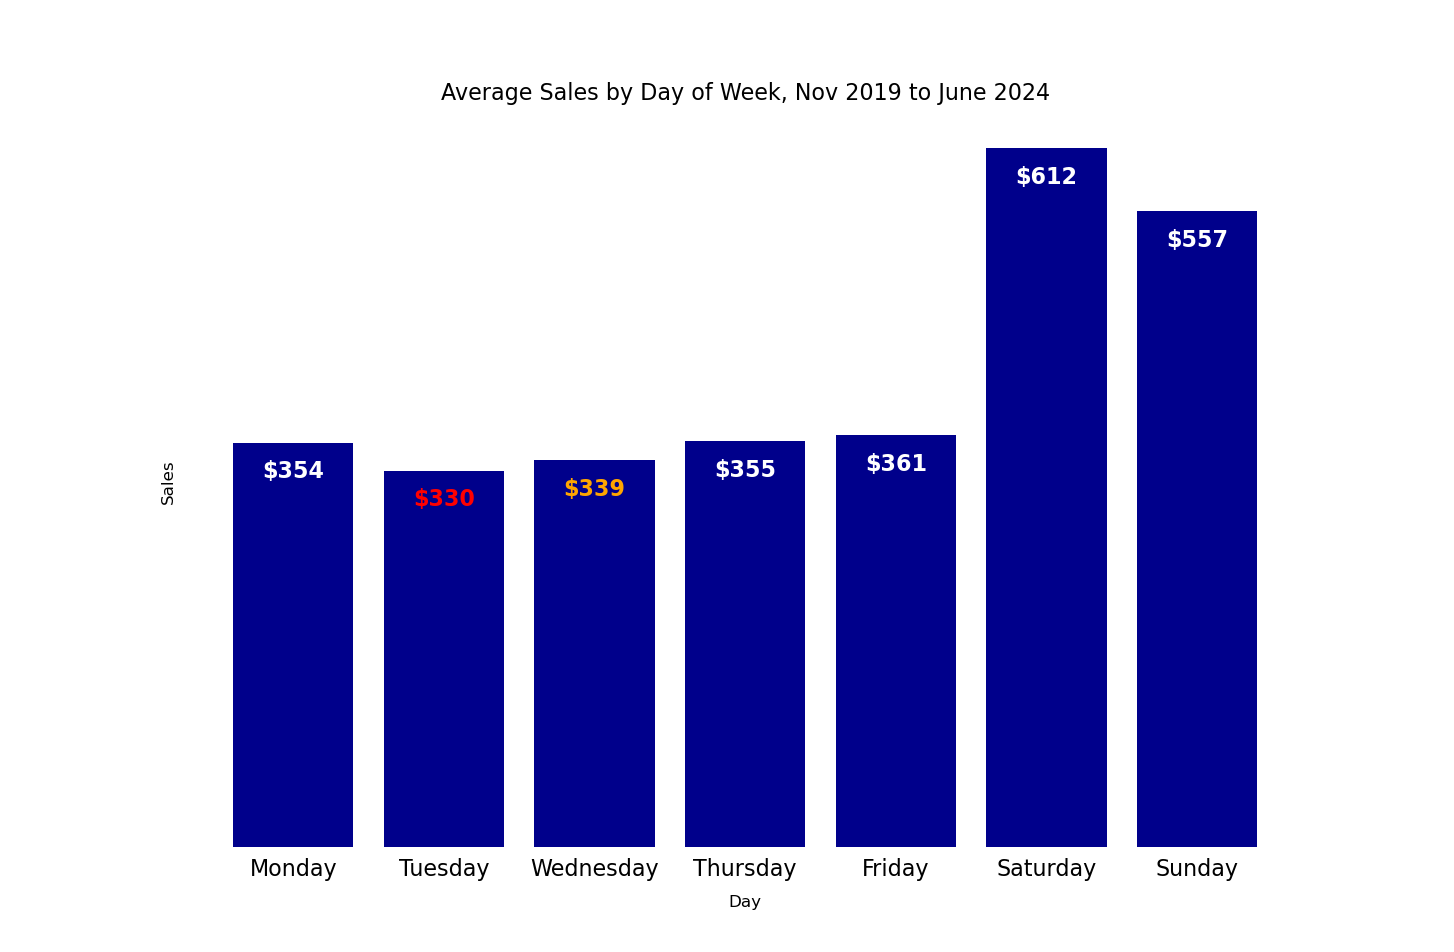 Average Sales by Day of Week, Nov 2019 to June 2024
$612
$557
$354
$330
$339
$355
$361
Sales
Monday
Tuesday
Wednesday
Thursday
Friday
Saturday
Sunday
Day